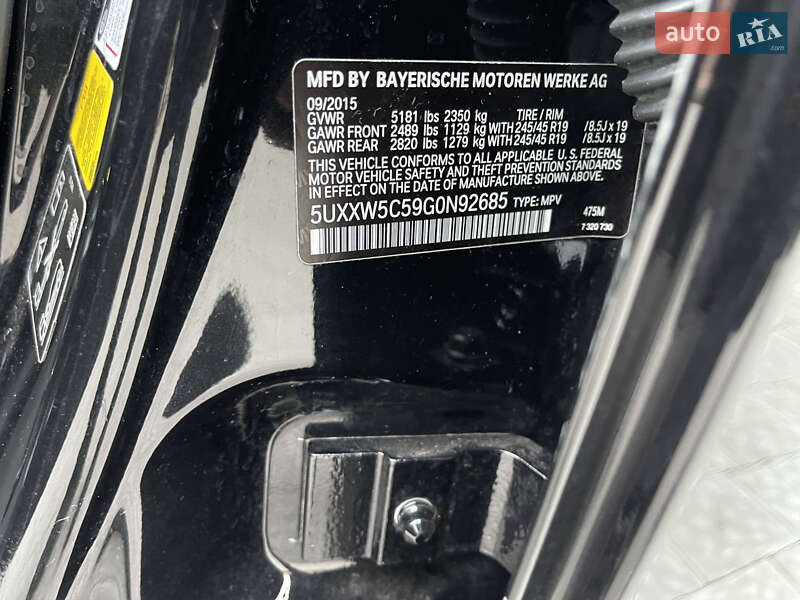 auto RIA
.com
MFD BY BAYERISCHE MOTOREN WERKE AG
09/2015
GVWR 5181 lbs 2350 kg TIRE / RIM
GAWR FRONT 2489 lbs 1129 kg WITH 245/45 R19 /8.5J x 19
GAWR REAR 2820 lbs 1279 kg WITH 245/45 R19 /8.5J x 19
THIS VEHICLE CONFORMS TO ALL APPLICABLE U.S. FEDERAL
MOTOR VEHICLE SAFETY AND THEFT PREVENTION STANDARDS
IN EFFECT ON THE DATE OF MANUFACTURE SHOWN ABOVE.
5UXXW5C59G0N92685 TYPE: MPV 475M
7 320 730